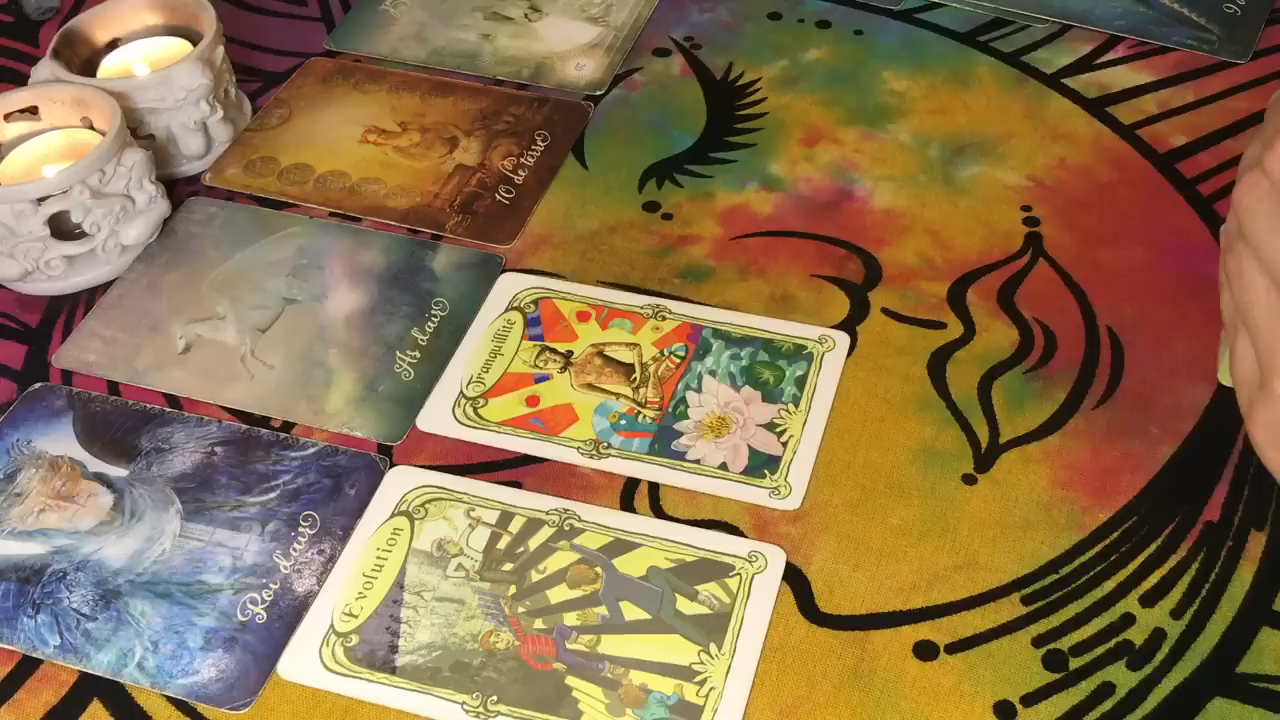 10 de terre
As d'air
Tranquillité
Roi d'air
Evolution